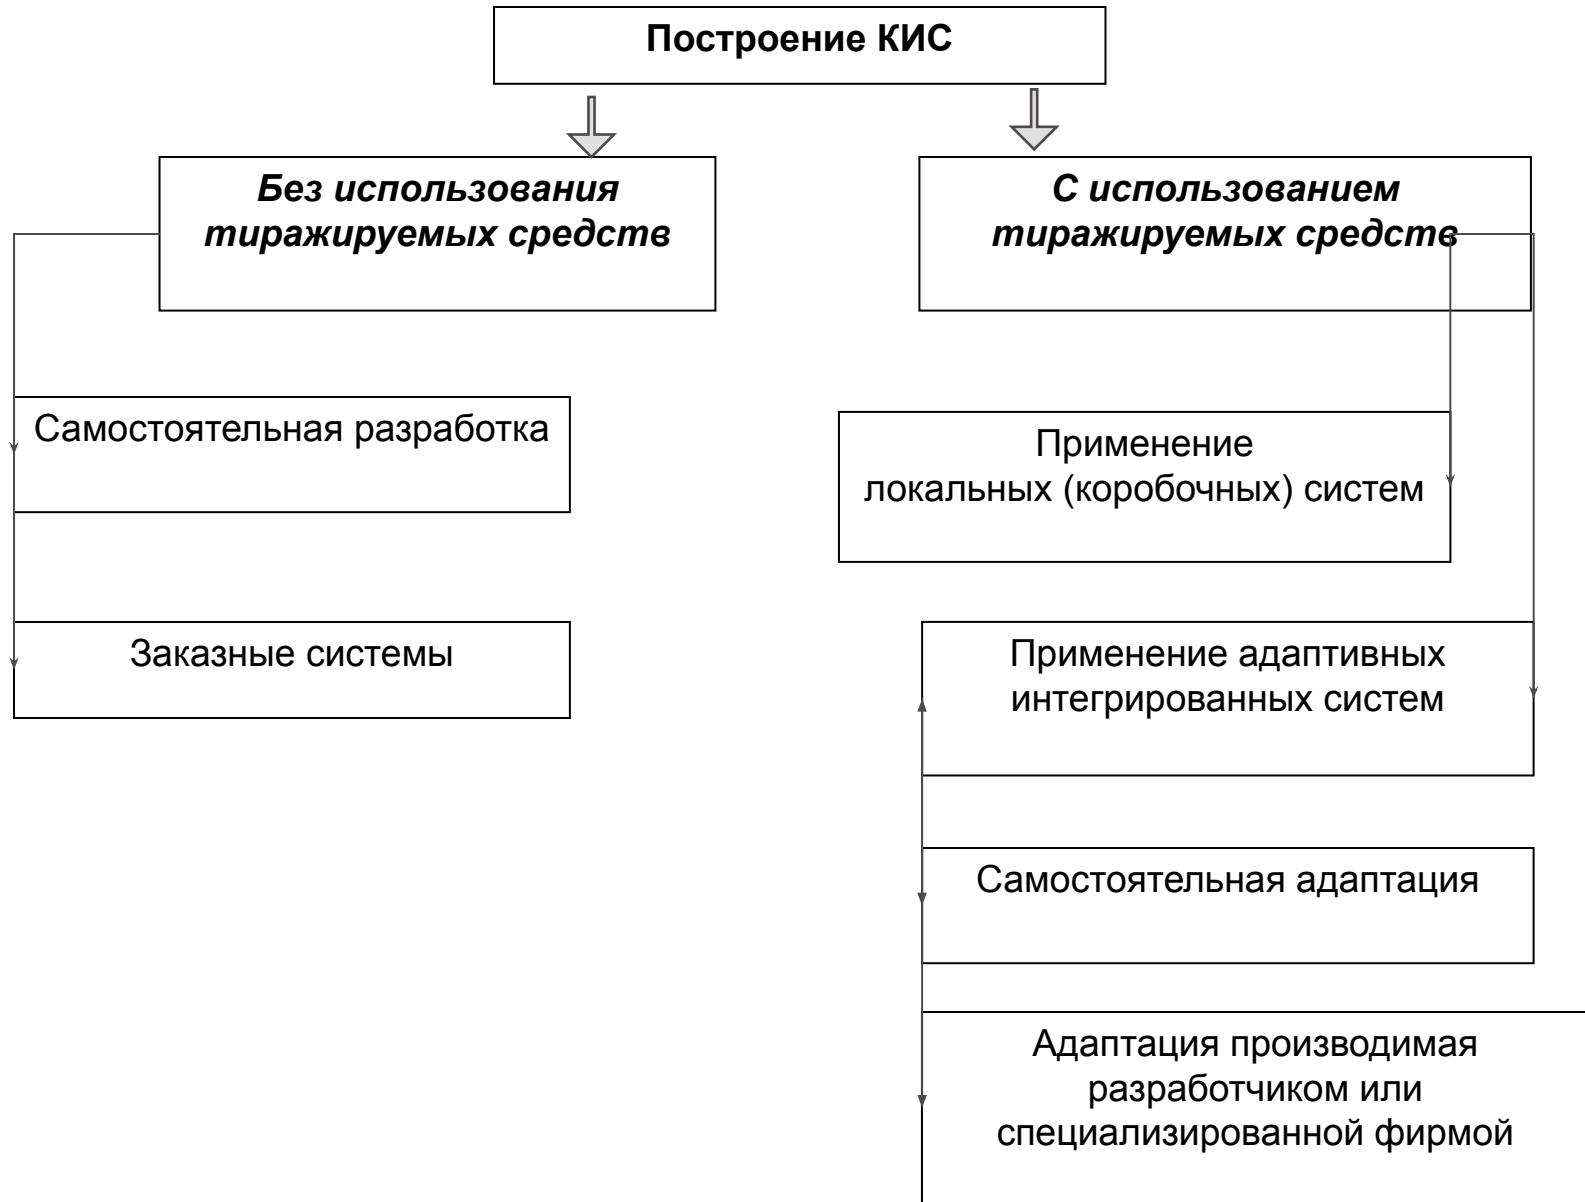 Построение КИС
Без использования
тиражируемых средств
С использованием
тиражируемых средств
Самостоятельная разработка
Применение
локальных (коробочных) систем
Заказные системы
Применение адаптивных
интегрированных систем
Самостоятельная адаптация
Адаптация производимая
разработчиком или
специализированной фирмой